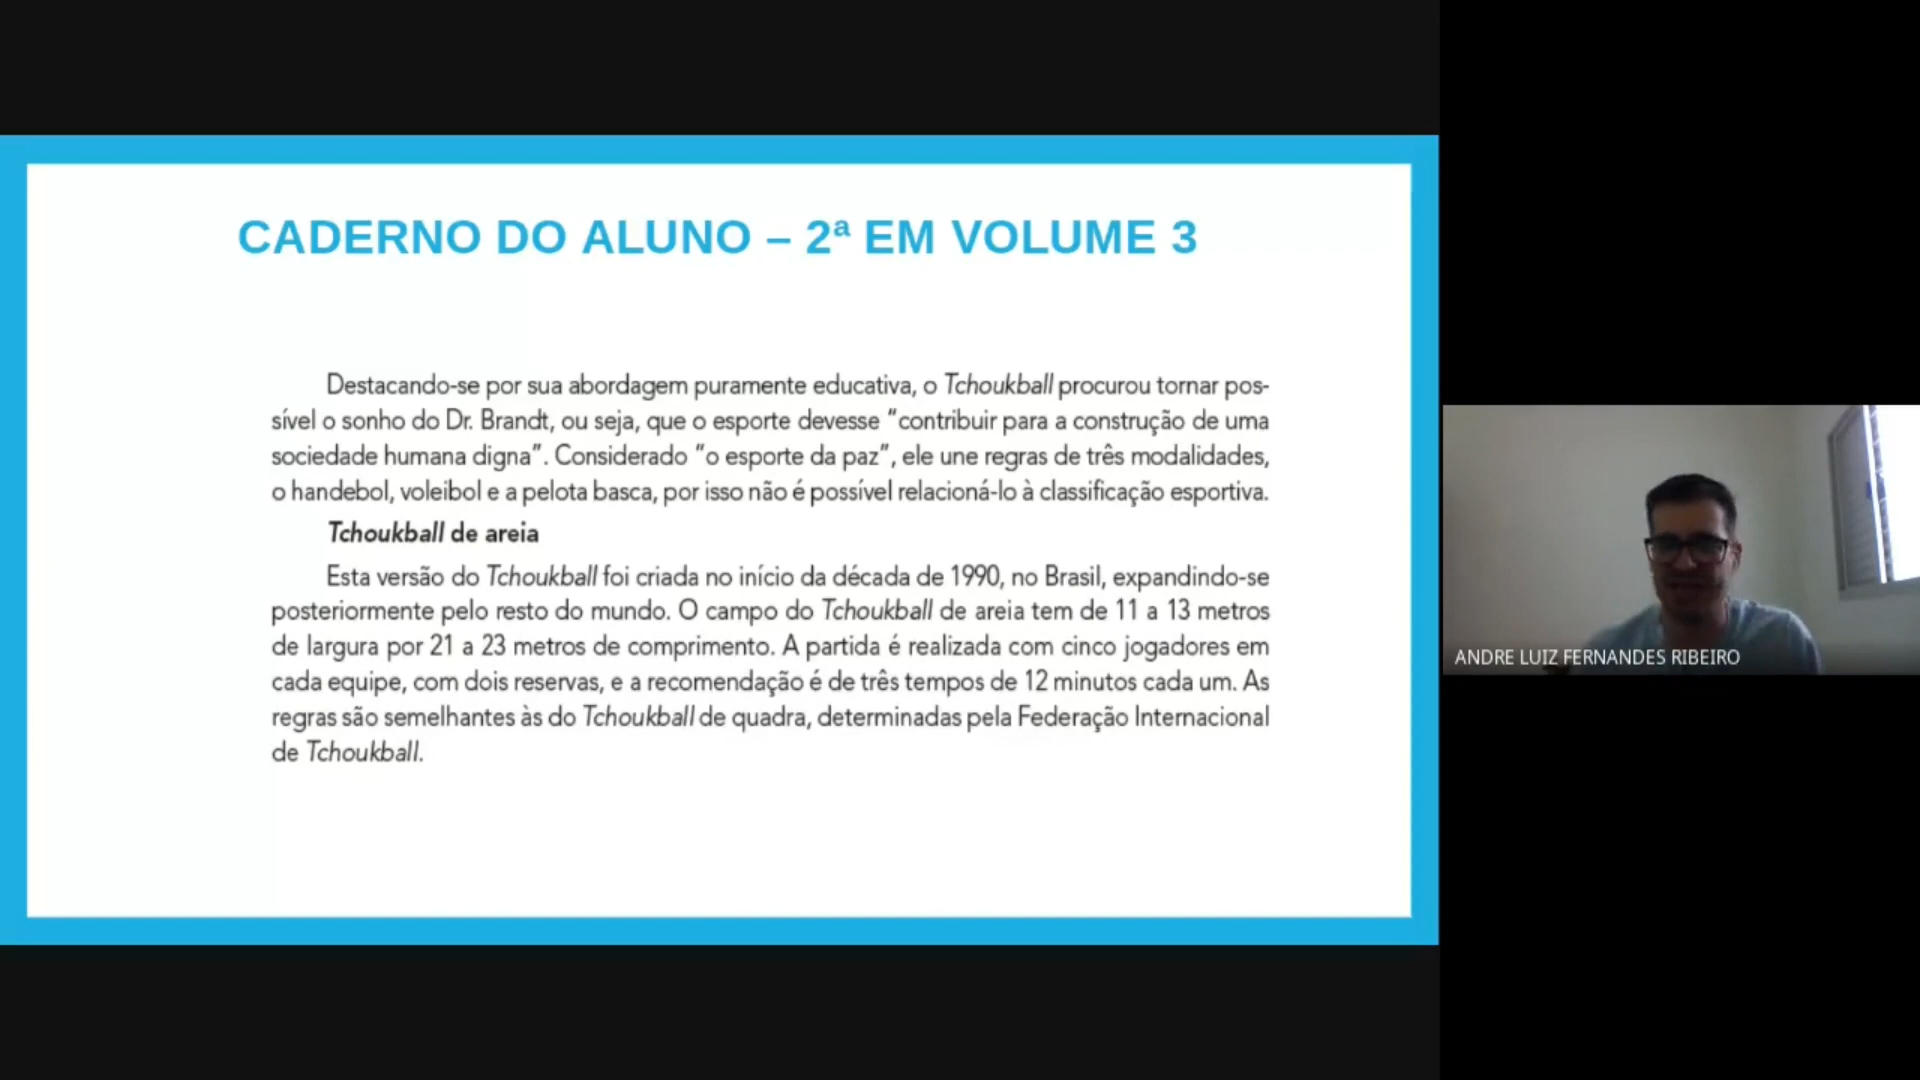 CADERNO DO ALUNO – 2ª EM VOLUME 3
Destacando-se por sua abordagem puramente educativa, o Tchoukball procurou tornar pos-
sível o sonho do Dr. Brandt, ou seja, que o esporte devesse “contribuir para a construção de uma
sociedade humana digna”. Considerado “o esporte da paz”, ele une regras de três modalidades,
o handebol, voleibol e a pelota basca, por isso não é possível relacioná-lo à classificação esportiva.
Tchoukball de areia
Esta versão do Tchoukball foi criada no início da década de 1990, no Brasil, expandindo-se
posteriormente pelo resto do mundo. O campo do Tchoukball de areia tem de 11 a 13 metros
de largura por 21 a 23 metros de comprimento. A partida é realizada com cinco jogadores em
cada equipe, com dois reservas, e a recomendação é de três tempos de 12 minutos cada um. As
regras são semelhantes às do Tchoukball de quadra, determinadas pela Federação Internacional
de Tchoukball.
ANDRE LUIZ FERNANDES RIBEIRO